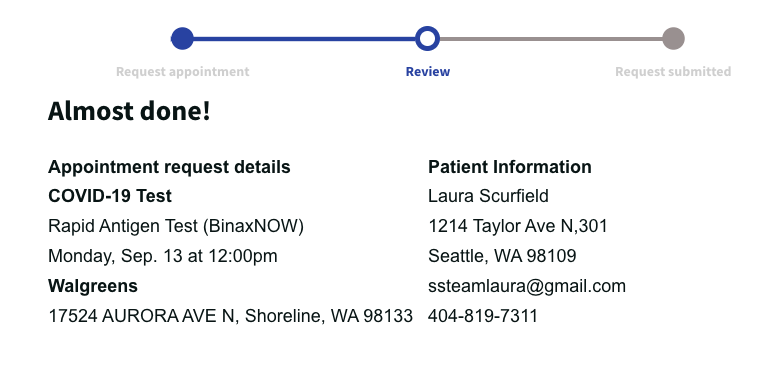 Request appointment
Review
Request submitted
Almost done!
Appointment request details
COVID-19 Test
Rapid Antigen Test (BinaxNOW)
Monday, Sep. 13 at 12:00pm
Walgreens
17524 AURORA AVE N, Shoreline, WA 98133
Patient Information
Laura Scurfield
1214 Taylor Ave N,301
Seattle, WA 98109
ssteamlaura@gmail.com
404-819-7311